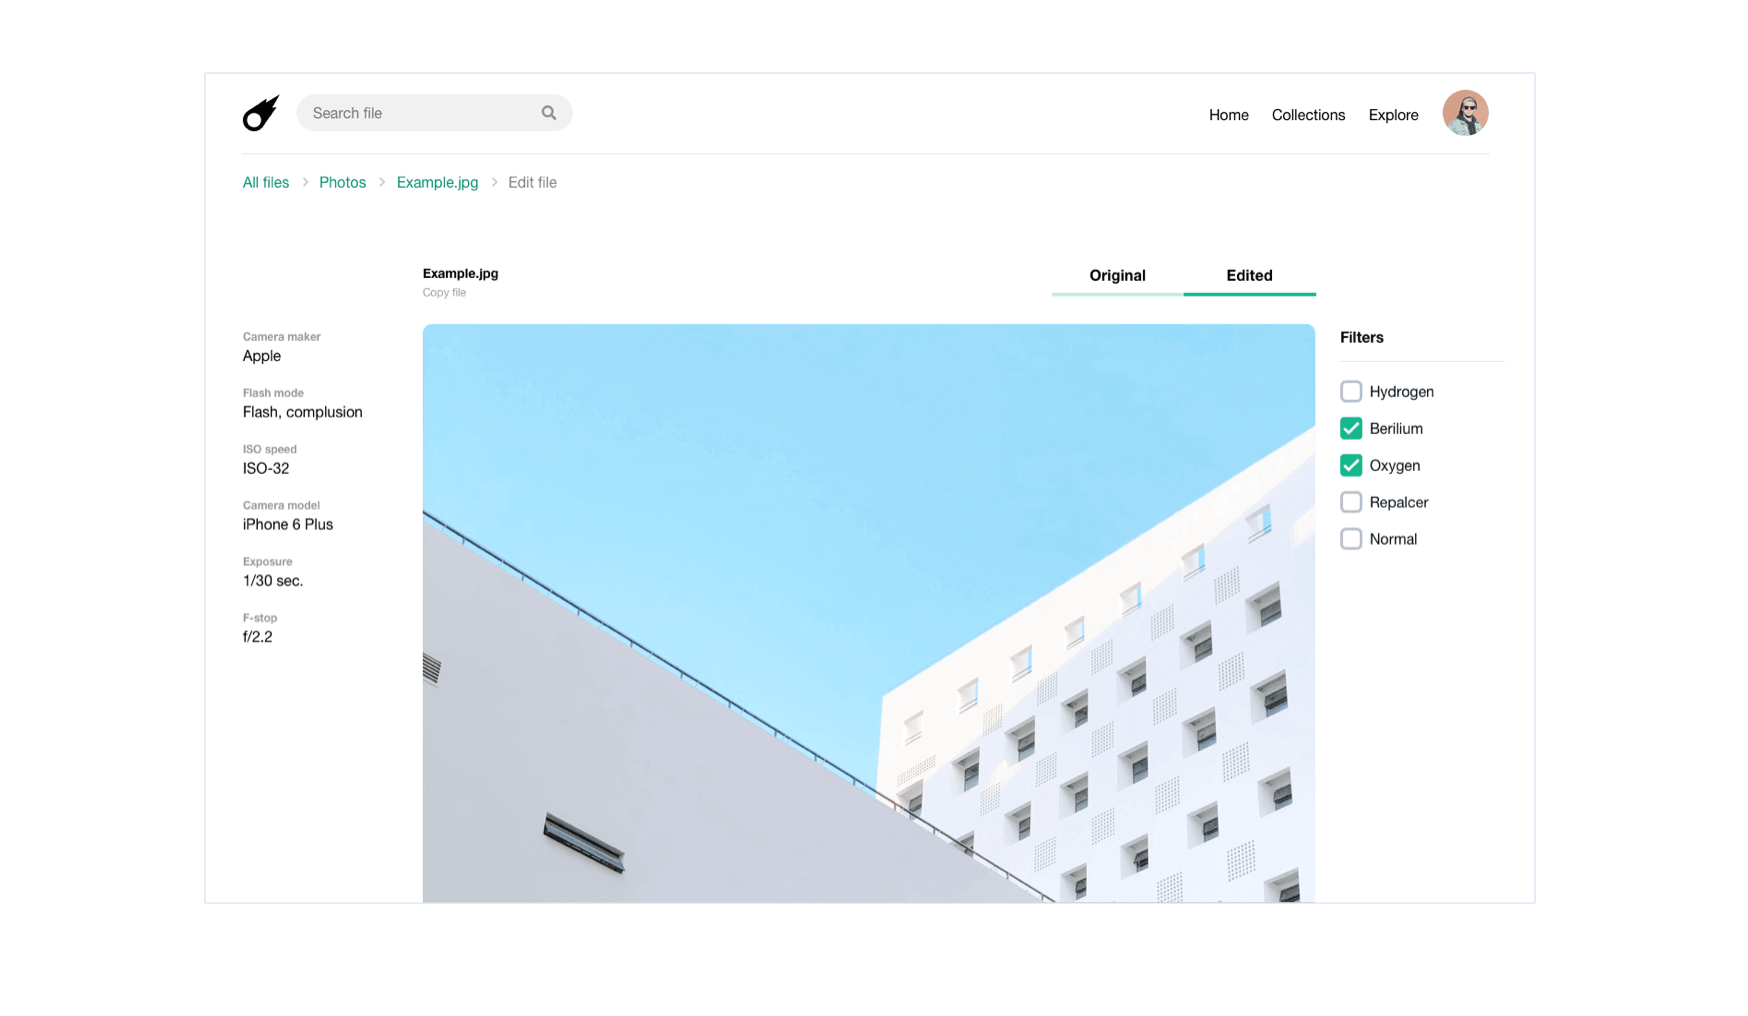 Search file
Home
Collections
Explore
All files
Photos
Example.jpg
Edit file
Example.jpg
Copy file
Original
Edited
Camera maker
Apple
Flash mode
Flash, complusion
ISO speed
ISO-32
Camera model
iPhone 6 Plus
Exposure
1/30 sec.
F-stop
f/2.2
Filters
Hydrogen
Berilium
Oxygen
Repalcer
Normal